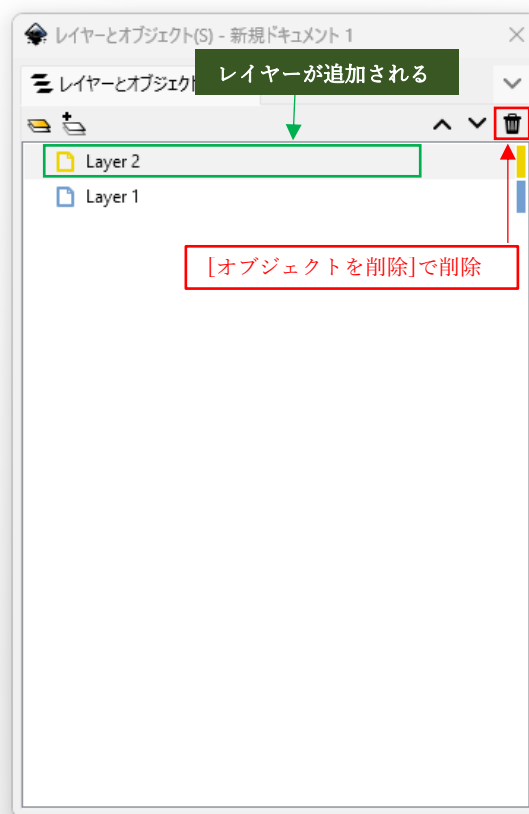 レイヤーとオブジェクト(S) - 新規ドキュメント 1
レイヤーとオブジェクト
レイヤーが追加される
Layer 2
Layer 1
[オブジェクトを削除]で削除